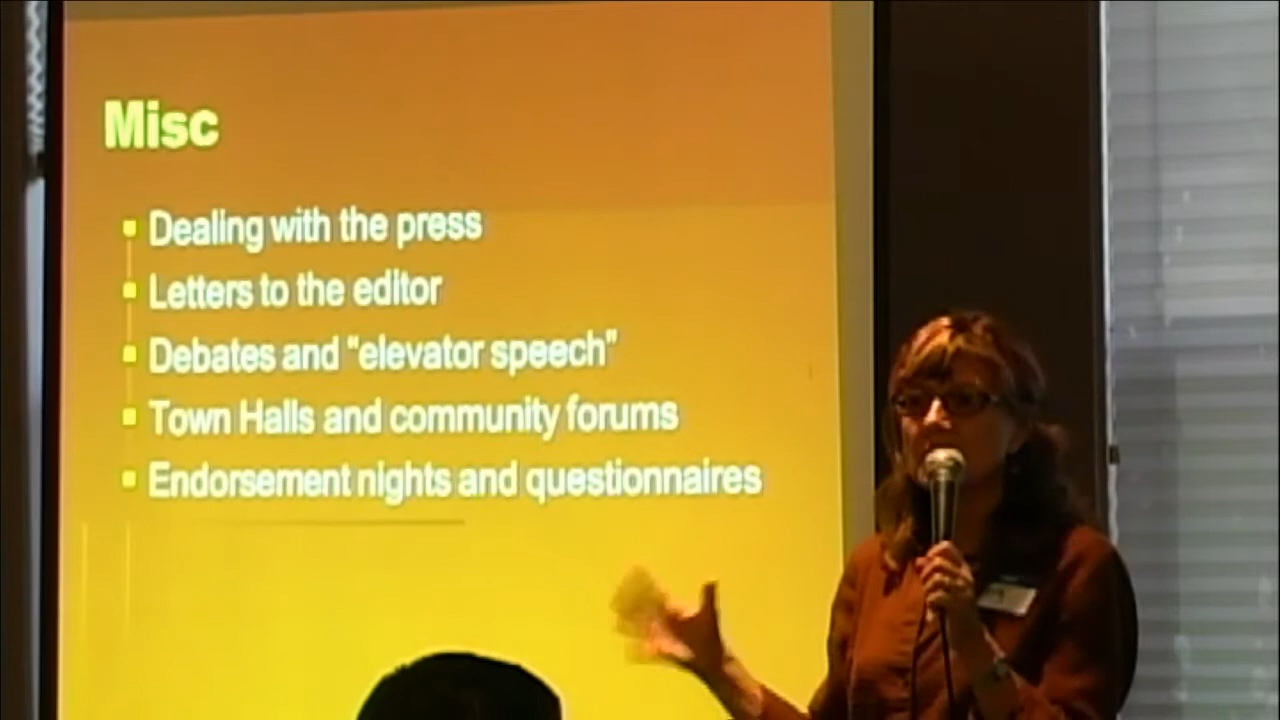 Misc
Dealing with the press
Letters to the editor
Debates and “elevator speech”
Town Halls and community forums
Endorsement nights and questionnaires